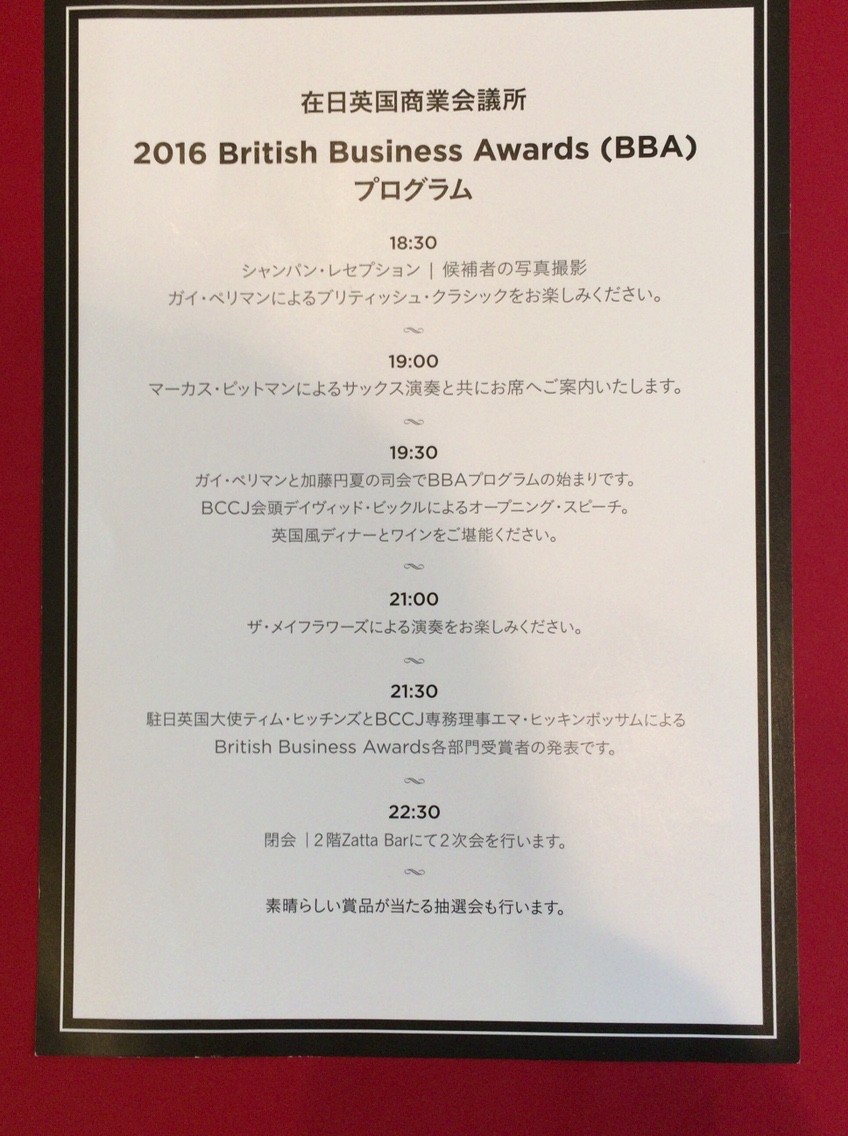 在日英国商業会議所
2016 British Business Awards (BBA)
プログラム
18:30
シャンパン・レセプション | 候補者の写真撮影
ガイ・ペリマンによるブリティッシュ・クラシックをお楽しみください。
19:00
マーカス・ピットマンによるサックス演奏と共にお席へご案内いたします。
19:30
ガイ・ペリマンと加藤円夏の司会でBBAプログラムの始まりです。
BCCJ会頭デイヴィッド・ビックルによるオープニング・スピーチ。
英国風ディナーとワインをご堪能ください。
21:00
ザ・メイフラワーズによる演奏をお楽しみください。
21:30
駐日英国大使ティム・ヒッチンズとBCCJ専務理事エマ・ヒッキンボッサムによる
British Business Awards各部門受賞者の発表です。
22:30
閉会 | 2階Zatta Barにて2次会を行います。
素晴らしい賞品が当たる抽選会も行います。